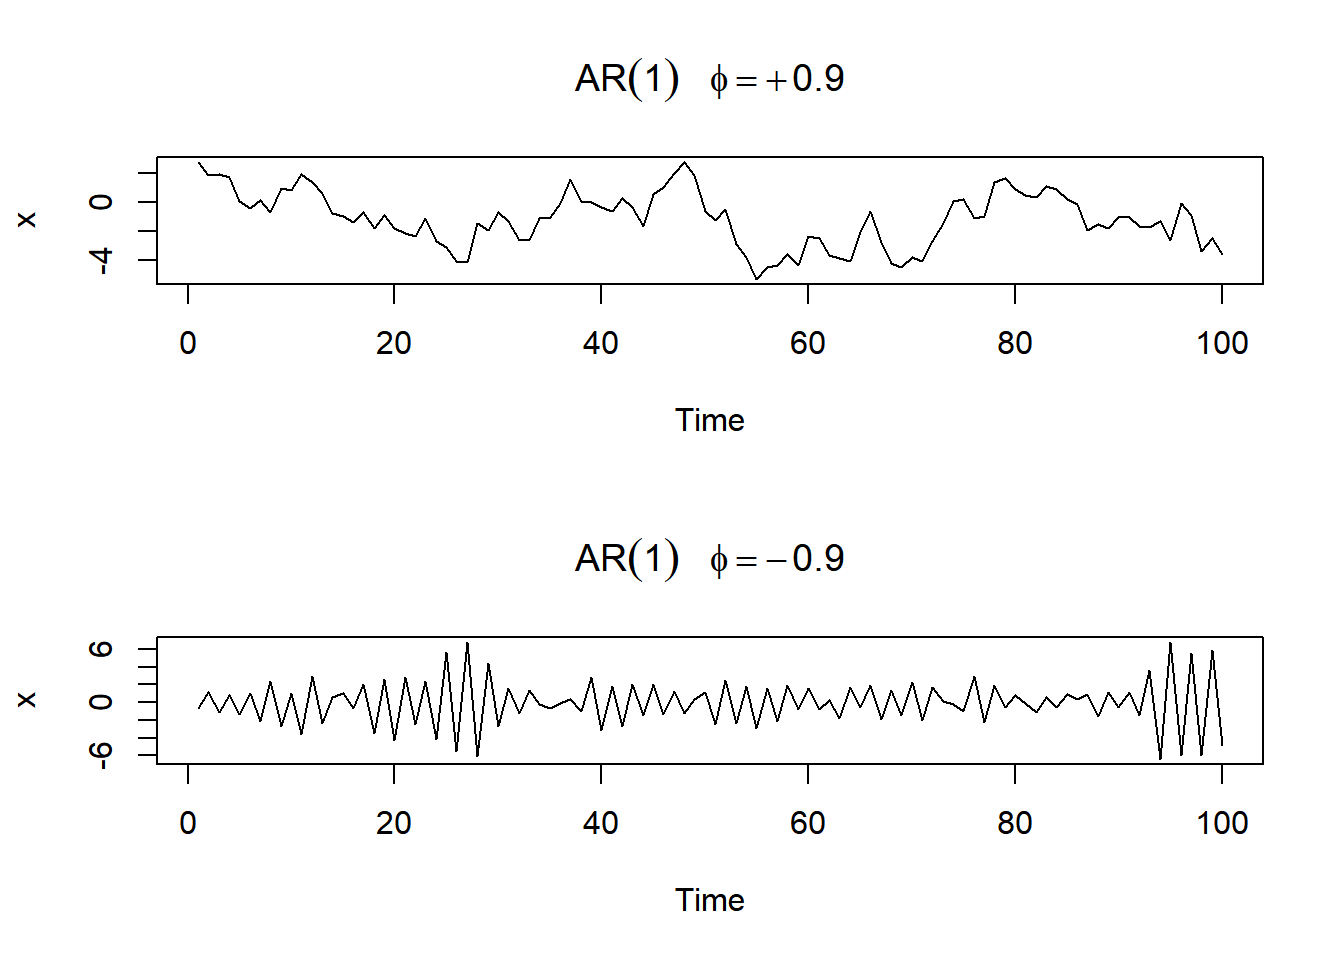 AR(1) ϕ = +0.9
x
0
-4
0 20 40 60 80 100
Time
AR(1) ϕ = −0.9
x
6
0
-6
0 20 40 60 80 100
Time